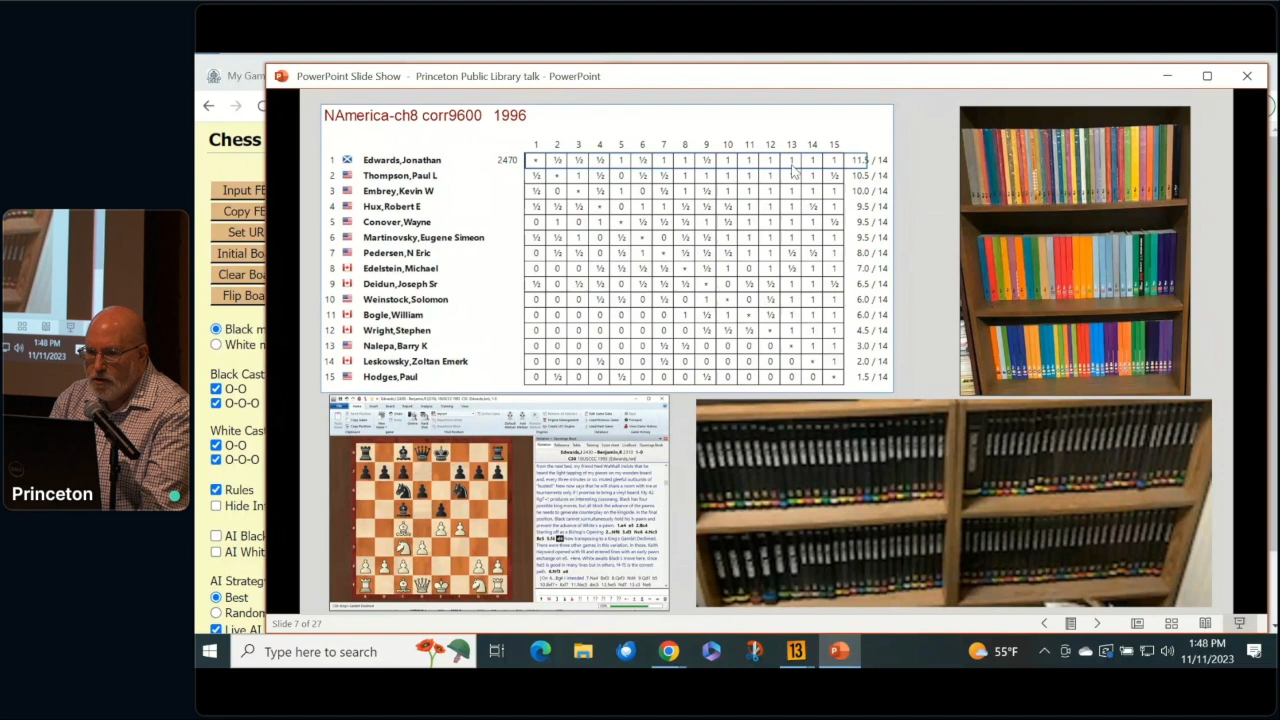 My Gam
PowerPoint Slide Show - Princeton Public Library talk - PowerPoint
Chess
Input FE
Copy FE
Set UR
Initial Bo
Clear Boa
Flip Boa
Black m
White m
Black Cast
O-O
O-O
White Cast
O-O
O-O
Rules
Hide Int
AI Black
AI Whit
AI Strateg
Best
Random
Live AI
NAmerica-ch8 corr9600 1996
1 2 3 4 5 6 7 8 9 10 11 12 13 14 15
1 Edwards,Jonathan 2470 * ½ ½ ½ 1 ½ 1 1 ½ 1 1 1 1 1 1 11.5 / 14
2 Thompson,Paul L ½ * 1 ½ 0 ½ ½ 1 1 1 1 1 1 1 ½ 10.5 / 14
3 Embrey,Kevin W ½ 0 * ½ 1 0 ½ 1 ½ 1 1 1 1 1 1 10.0 / 14
4 Hux,Robert E ½ ½ ½ * 0 1 1 ½ ½ ½ 1 1 1 ½ 1 9.5 / 14
5 Conover,Wayne 0 1 0 1 * ½ ½ ½ 1 ½ 1 1 1 1 ½ 9.5 / 14
6 Martinovsky,Eugene Simeon ½ ½ 1 0 ½ * 0 ½ ½ 1 1 1 1 1 1 9.5 / 14
7 Pedersen,N Eric 0 ½ ½ 0 ½ 1 * ½ ½ ½ 1 1 ½ ½ 1 8.0 / 14
8 Edelstein,Michael 0 0 0 ½ ½ ½ ½ * ½ 1 0 1 ½ 1 1 7.0 / 14
9 Deidun,Joseph Sr ½ 0 ½ ½ 0 ½ ½ ½ * 0 ½ ½ 1 1 ½ 6.5 / 14
10 Weinstock,Solomon 0 0 0 ½ ½ 0 ½ 0 1 * 0 ½ 1 1 1 6.0 / 14
11 Bogle,William 0 0 0 0 0 0 0 1 ½ 1 * ½ 1 1 1 6.0 / 14
12 Wright,Stephen 0 0 0 0 0 0 0 0 ½ ½ ½ * 1 1 1 4.5 / 14
13 Nalepa,Barry K 0 0 0 0 0 0 ½ ½ 0 0 0 0 * 1 1 3.0 / 14
14 Leskowsky,Zoltan Emerk 0 0 0 ½ 0 0 ½ 0 0 0 0 0 0 * 1 2.0 / 14
15 Hodges,Paul 0 ½ 0 0 ½ 0 0 0 ½ 0 0 0 0 0 * 1.5 / 14
Slide 7 of 27
Type here to search
13
55°F
1:48 PM
11/11/2023
1:48 PM
11/11/2023
Princeton